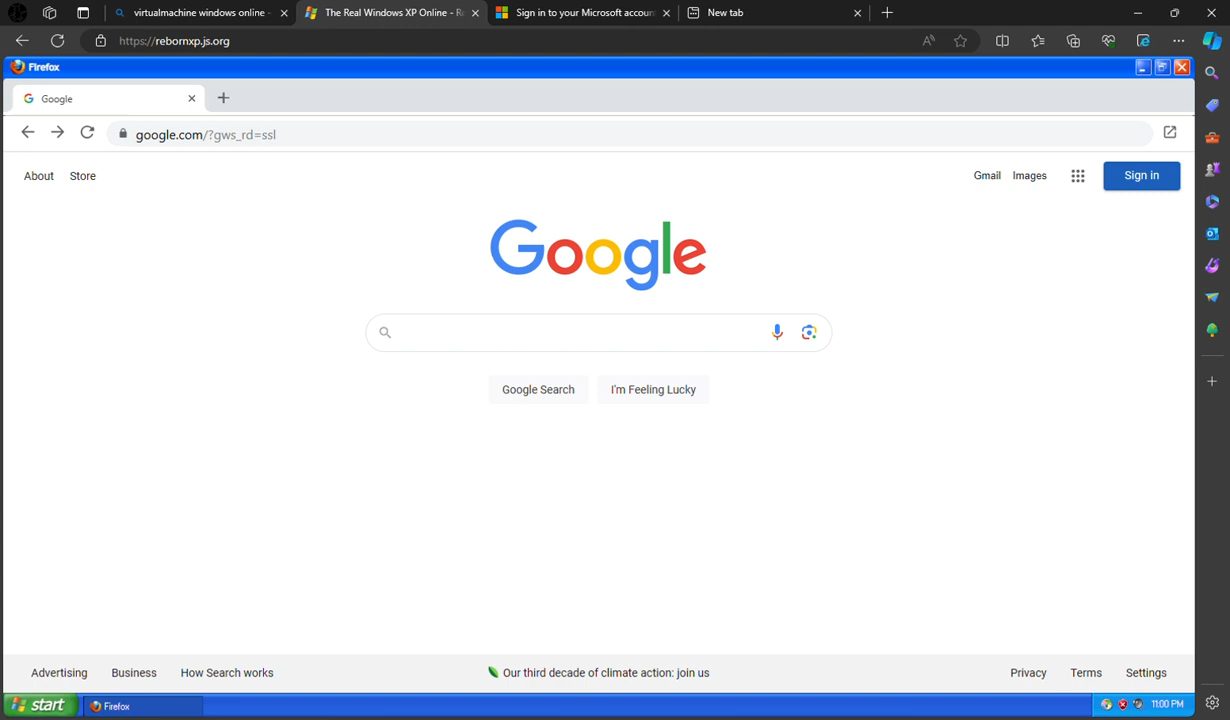 virtualmachine windows online -
The Real Windows XP Online - R
Sign in to your Microsoft accoun
New tab
https://rebornxp.js.org
Firefox
Google
google.com/?gws_rd=ssl
About Store
Gmail Images Sign in
Google
Google Search I'm Feeling Lucky
Advertising Business How Search works
Our third decade of climate action: join us
Privacy Terms Settings
start Firefox 11:00 PM